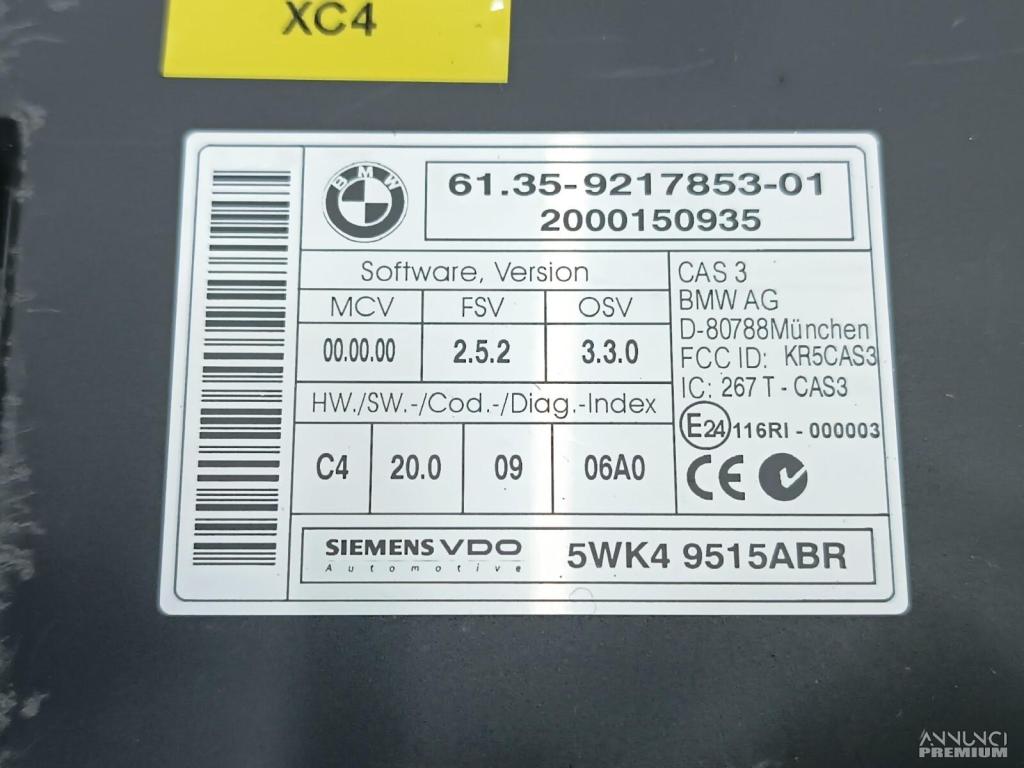 XC4
BMW
61.35-9217853-01
2000150935
Software, Version
MCV FSV OSV
00.00.00 2.5.2 3.3.0
HW./SW.-/Cod.-/Diag.-Index
C4 20.0 09 06A0
CAS 3
BMW AG
D-80788München
FCC ID: KR5CAS3
IC: 267 T - CAS3
E24 116RI - 000003
CE
SIEMENS VDO
Automotive
5WK4 9515ABR
ANNUNCI
PREMIUM